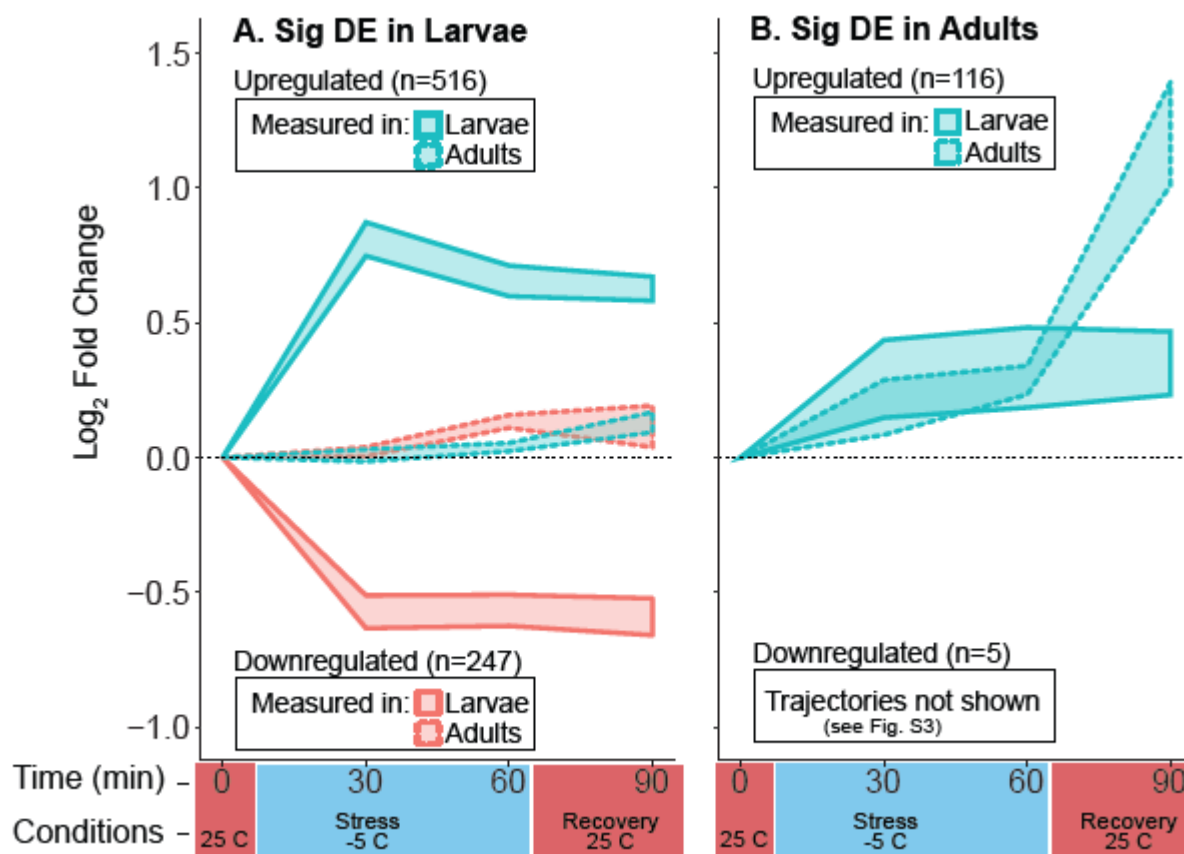 A. Sig DE in Larvae
Upregulated (n=516)
Measured in: Larvae
Adults
B. Sig DE in Adults
Upregulated (n=116)
Measured in: Larvae
Adults
Log2 Fold Change
1.5
1.0
0.5
0.0
−0.5
−1.0
Downregulated (n=247)
Measured in: Larvae
Adults
Downregulated (n=5)
Trajectories not shown
(see Fig. S3)
Time (min) 0 30 60 90 0 30 60 90
Conditions
25 C
Stress
-5 C
Recovery
25 C
25 C
Stress
-5 C
Recovery
25 C